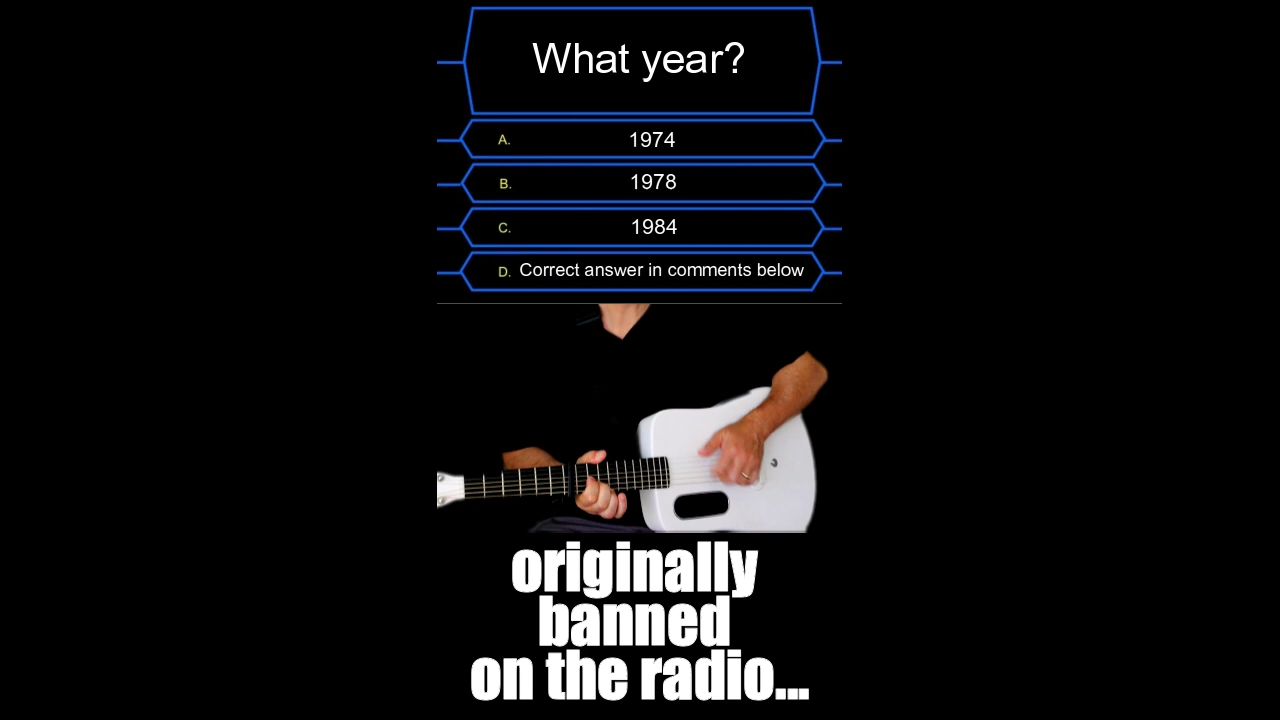 What year?
A. 1974
B. 1978
C. 1984
D. Correct answer in comments below
originally
banned
on the radio...